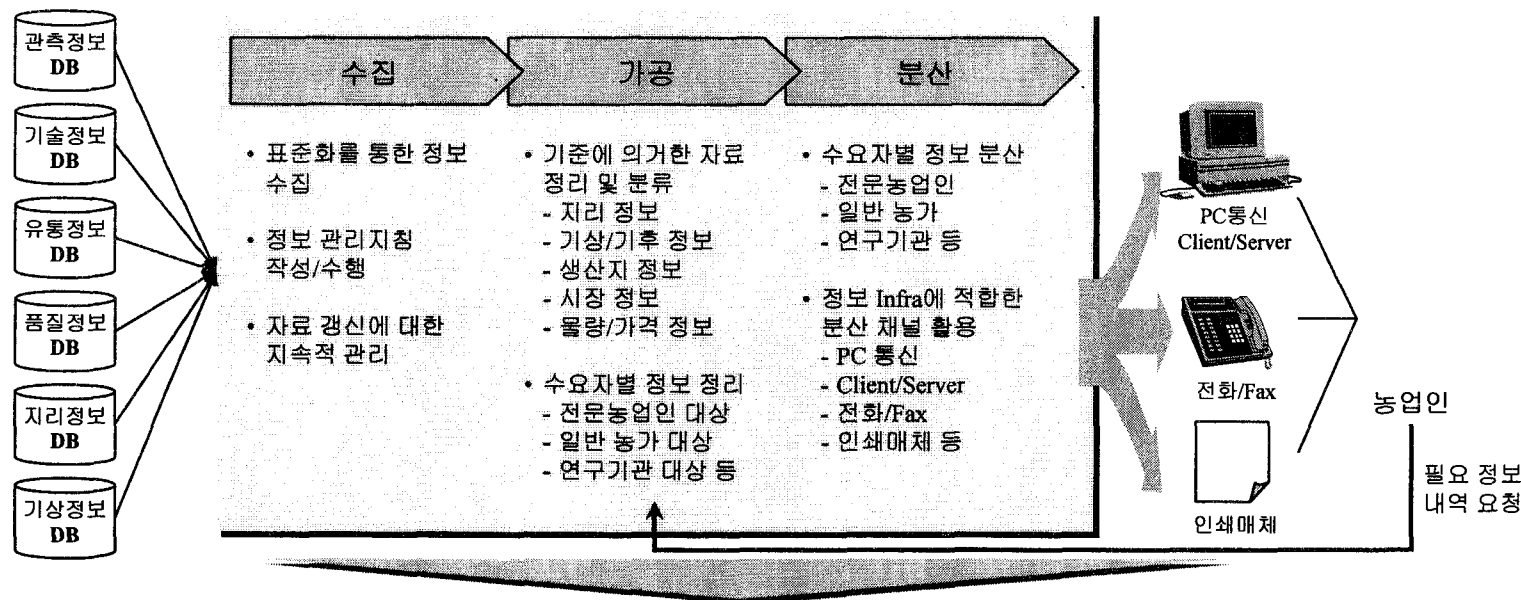 관측정보
DB
기술정보
DB
유통정보
DB
품질정보
DB
지리정보
DB
기상정보
DB
수집
• 표준화를 통한 정보
수집
• 정보 관리지침
작성/수행
• 자료 갱신에 대한
지속적 관리
가공
• 기준에 의거한 자료
정리 및 분류
- 지리 정보
- 기상/기후 정보
- 생산지 정보
- 시장 정보
- 물량/가격 정보
• 수요자별 정보 정리
- 전문농업인 대상
- 일반 농가 대상
- 연구기관 대상 등
분산
• 수요자별 정보 분산
- 전문농업인
- 일반 농가
- 연구기관 등
• 정보 Infra에 적합한
분산 채널 활용
- PC 통신
- Client/Server
- 전화/Fax
- 인쇄매체 등
PC통신
Client/Server
전화/Fax
인쇄매체
농업인
필요 정보
내역 요청